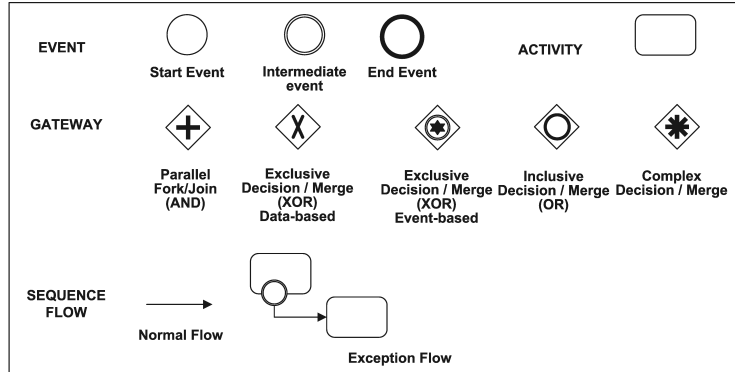 EVENT
Start Event
Intermediate
event
End Event
ACTIVITY
GATEWAY
Parallel
Fork/Join
(AND)
Exclusive
Decision / Merge
(XOR)
Data-based
Exclusive
Decision / Merge
(XOR)
Event-based
Inclusive
Decision / Merge
(OR)
Complex
Decision / Merge
SEQUENCE
FLOW
Normal Flow
Exception Flow